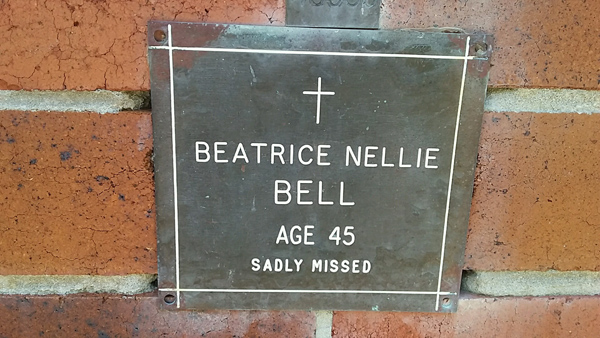 BEATRICE NELLIE
BELL
AGE 45
SADLY MISSED